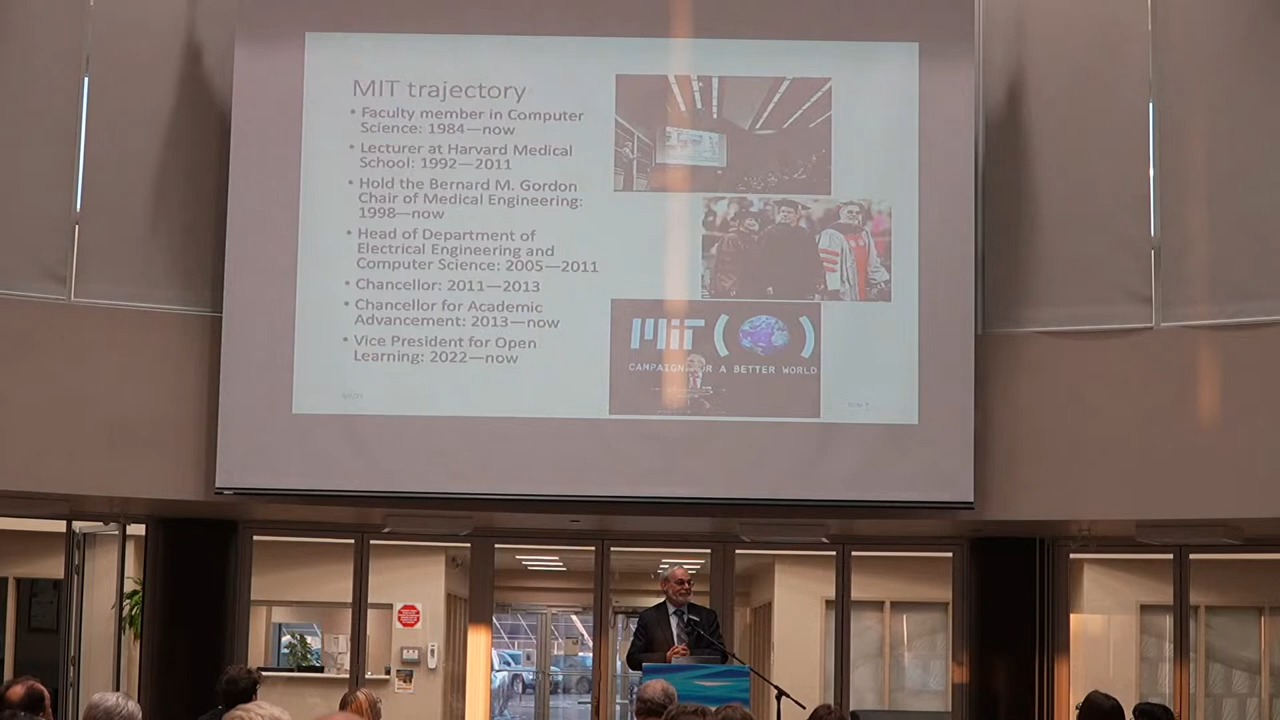 MIT trajectory
• Faculty member in Computer
Science: 1984—now
• Lecturer at Harvard Medical
School: 1992—2011
• Hold the Bernard M. Gordon
Chair of Medical Engineering:
1998—now
• Head of Department of
Electrical Engineering and
Computer Science: 2005—2011
• Chancellor: 2011—2013
• Chancellor for Academic
Advancement: 2013—now
• Vice President for Open
Learning: 2022—now
MIT
CAMPAIGN A BETTER WORLD